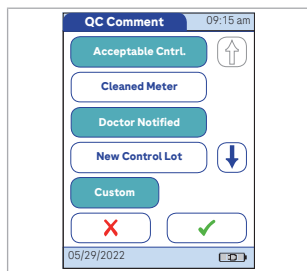 QC Comment 09:15 am
Acceptable Cntrl.
Cleaned Meter
Doctor Notified
New Control Lot
Custom
05/29/2022